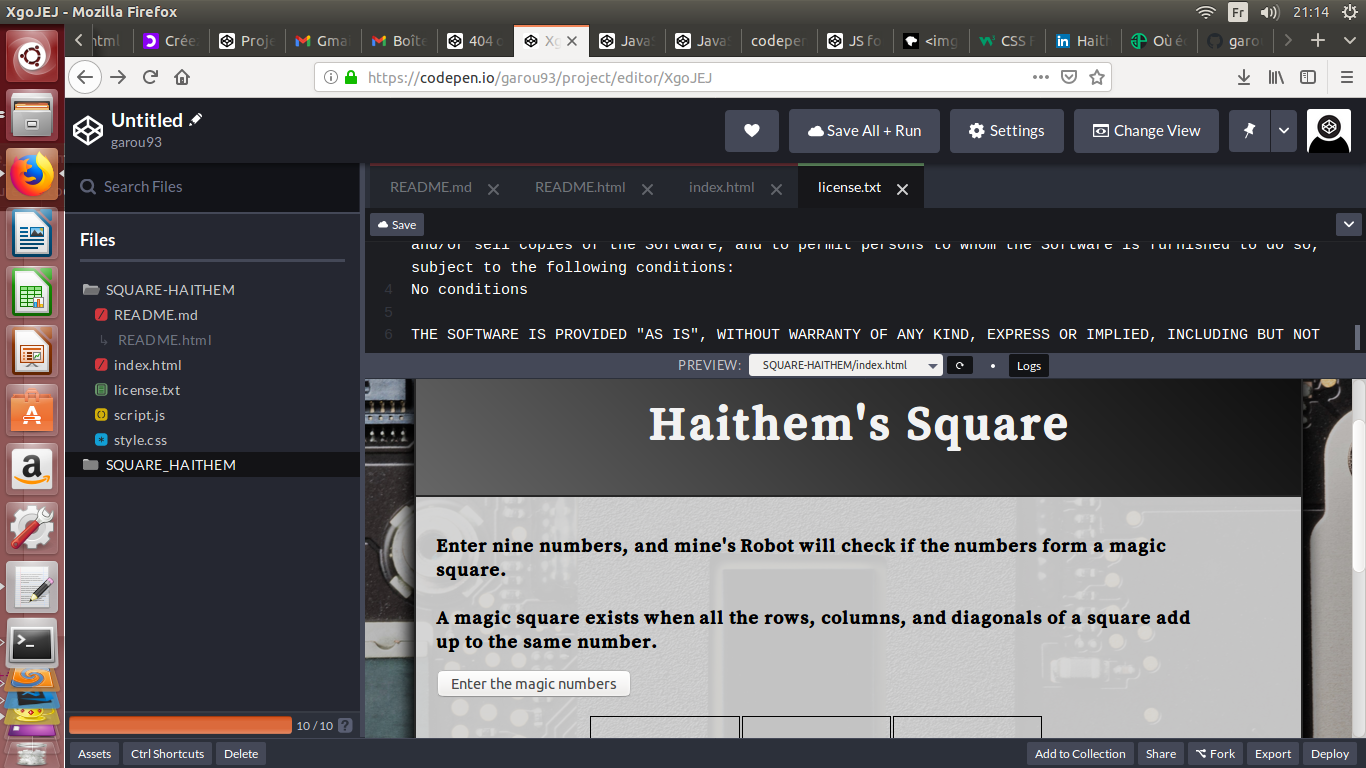 XgoJEJ - Mozilla Firefox
Fr
21:14
html
Crée
Proje
Gma
Boîte
404 o
Xg
JavaS
JavaS
codepen
JS fo
<img
CSS F
Haith
Où éc
garou
https://codepen.io/garou93/project/editor/XgoJEJ
Untitled
garou93
Save All + Run
Settings
Change View
Search Files
README.md
README.html
index.html
license.txt
Save
Files
SQUARE-HAITHEM
README.md
README.html
index.html
license.txt
script.js
style.css
SQUARE_HAITHEM
and/or sell copies of the Software, and to permit persons to whom the Software is furnished to do so,
subject to the following conditions:
4 No conditions
5
6 THE SOFTWARE IS PROVIDED "AS IS", WITHOUT WARRANTY OF ANY KIND, EXPRESS OR IMPLIED, INCLUDING BUT NOT
PREVIEW:
SQUARE-HAITHEM/index.html
Logs
Haithem's Square
Enter nine numbers, and mine's Robot will check if the numbers form a magic
square.
A magic square exists when all the rows, columns, and diagonals of a square add
up to the same number.
Enter the magic numbers
10 / 10
?
Assets
Ctrl Shortcuts
Delete
Add to Collection
Share
Fork
Export
Deploy